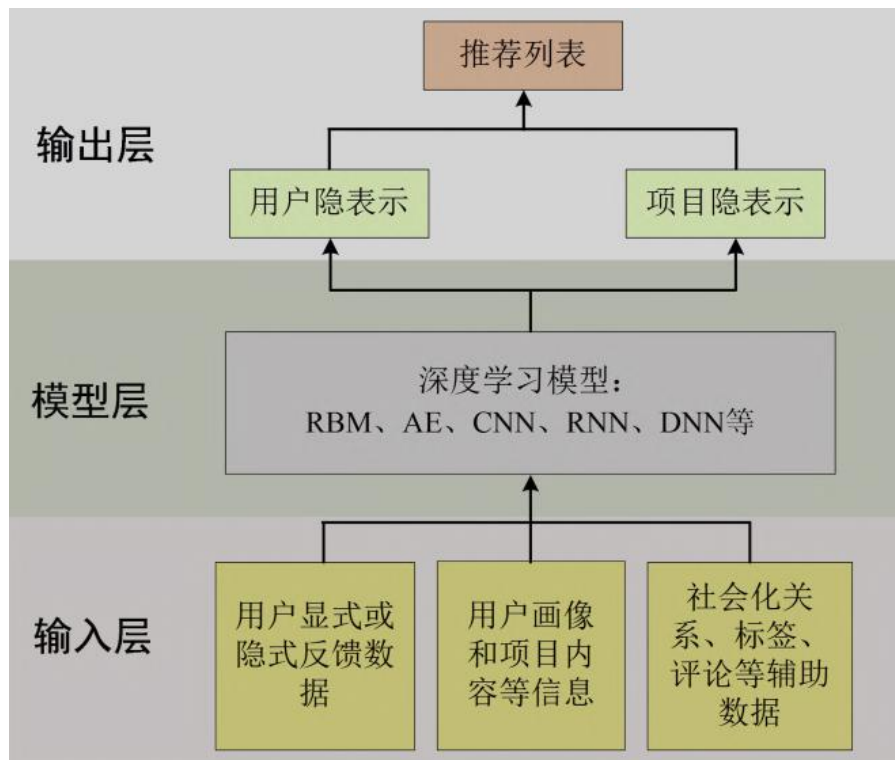 推荐列表
输出层
用户隐表示
项目隐表示
模型层
深度学习模型：
RBM、AE、CNN、RNN、DNN等
输入层
用户显式或
隐式反馈数
据
用户画像
和项目内
容等信息
社会化关
系、标签、
评论等辅助
数据